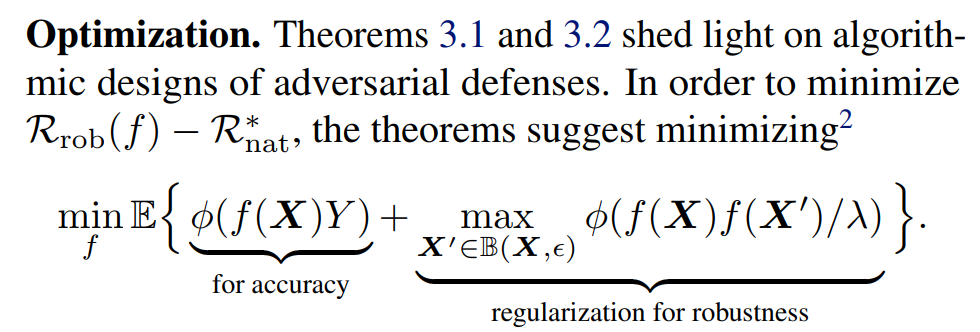 Optimization. Theorems 3.1 and 3.2 shed light on algorith-
mic designs of adversarial defenses. In order to minimize
$\mathcal{R}_{\mathrm{rob}}(f) - \mathcal{R}^*_{\mathrm{nat}}$, the theorems suggest minimizing$^2$
$\min_f \mathbb{E}\Big\{ \underbrace{\phi(f(\boldsymbol{X})Y)}_{\text{for accuracy}} + \underbrace{\max_{\boldsymbol{X}' \in \mathbb{B}(\boldsymbol{X},\epsilon)} \phi(f(\boldsymbol{X})f(\boldsymbol{X}')/\lambda)}_{\text{regularization for robustness}} \Big\}.$